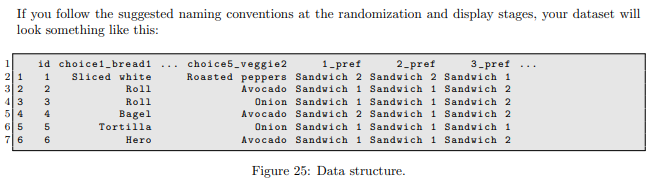 If you follow the suggested naming conventions at the randomization and display stages, your dataset will
look something like this:
1 id choice1_bread1 ... choice5_veggie2 1_pref 2_pref 3_pref ...
2 1 1 Sliced white Roasted peppers Sandwich 2 Sandwich 2 Sandwich 1
3 2 2 Roll Avocado Sandwich 1 Sandwich 1 Sandwich 2
4 3 3 Roll Onion Sandwich 1 Sandwich 1 Sandwich 2
5 4 4 Bagel Avocado Sandwich 2 Sandwich 1 Sandwich 2
6 5 5 Tortilla Onion Sandwich 1 Sandwich 1 Sandwich 1
7 6 6 Hero Avocado Sandwich 1 Sandwich 1 Sandwich 2
Figure 25: Data structure.